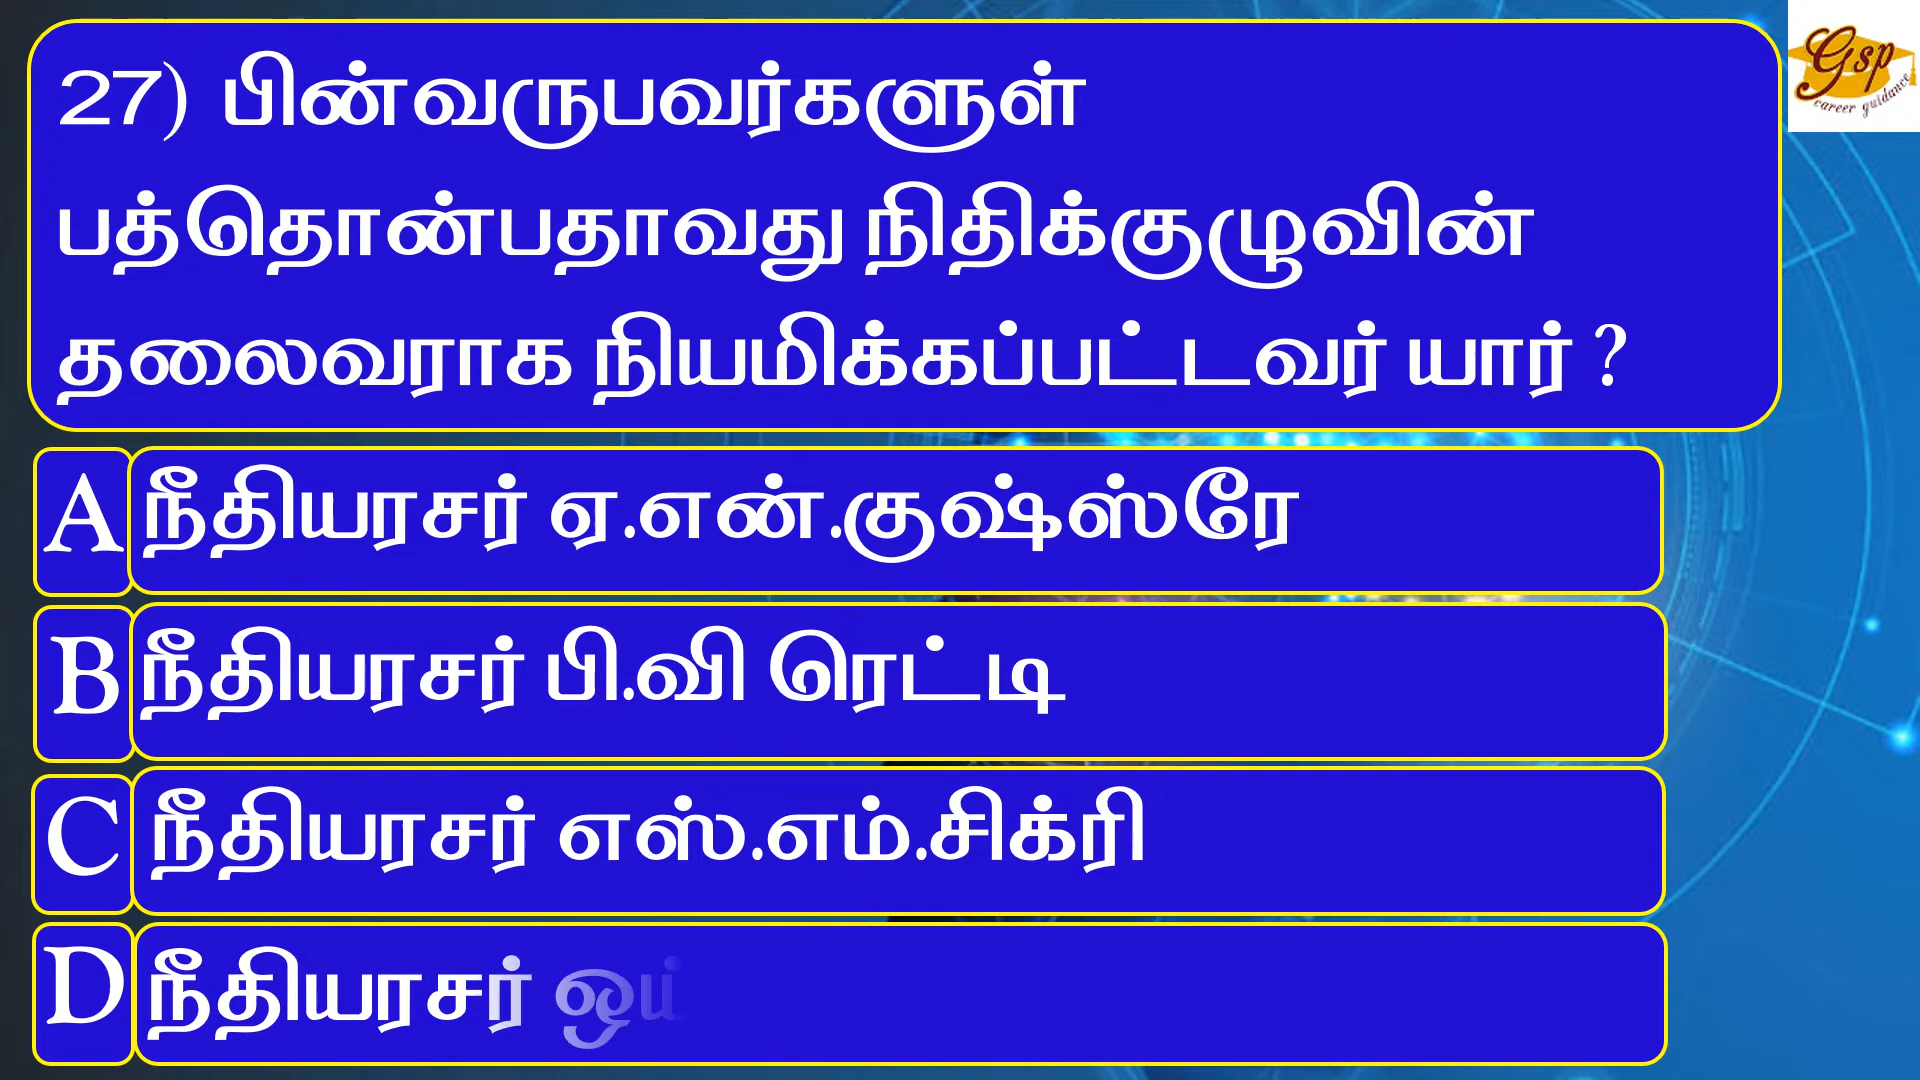 27) பின்வருபவர்களுள்
பத்தொன்பதாவது நிதிக்குழுவின்
தலைவராக நியமிக்கப்பட்டவர் யார் ?
A நீதியரசர் ஏ.என்.குஷ்ஸ்ரே
B நீதியரசர் பி.வி ரெட்டி
C நீதியரசர் எஸ்.எம்.சிக்ரி
D நீதியரசர்
Gsp
career guidance